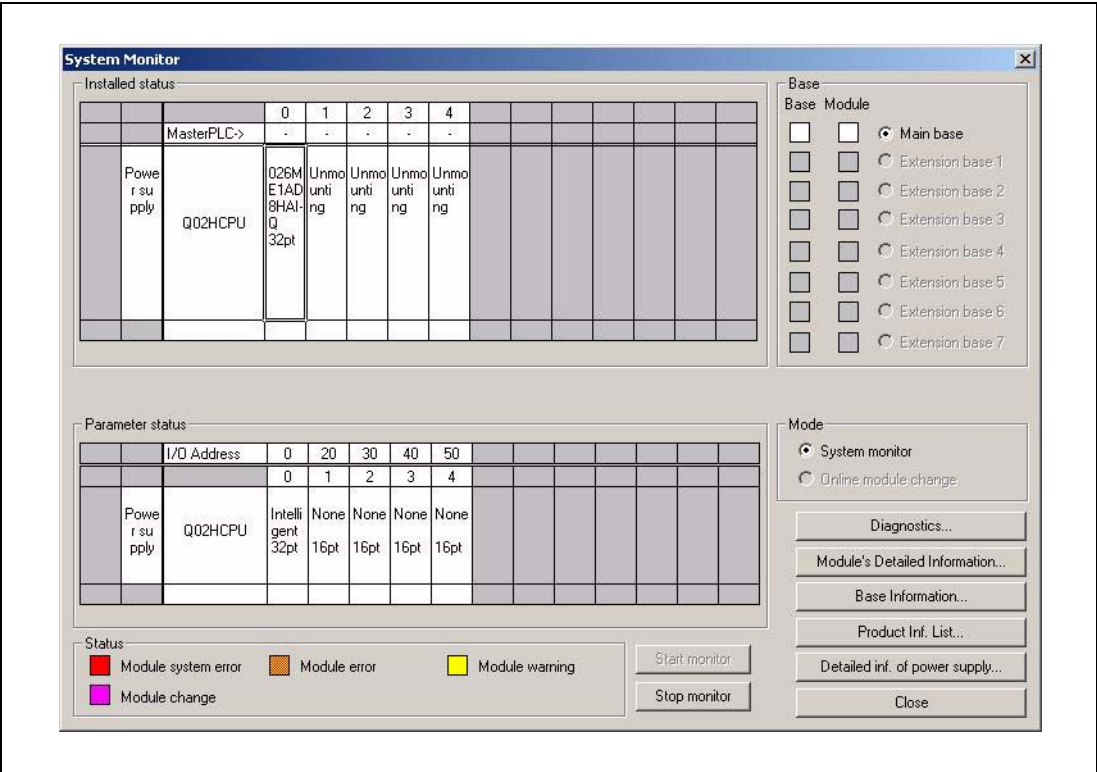 System Monitor
Installed status
0 1 2 3 4
MasterPLC-> - - - - -
Powe
r su
pply
Q02HCPU
026M
E1AD
8HAI-
Q
32pt
Unmo
unti
ng
Unmo
unti
ng
Unmo
unti
ng
Unmo
unti
ng
Base
Base Module
Main base
Extension base 1
Extension base 2
Extension base 3
Extension base 4
Extension base 5
Extension base 6
Extension base 7
Parameter status
I/O Address 0 20 30 40 50
0 1 2 3 4
Powe
r su
pply
Q02HCPU
Intelli
gent
32pt
None
16pt
None
16pt
None
16pt
None
16pt
Mode
System monitor
Online module change
Diagnostics...
Module's Detailed Information...
Base Information...
Product Inf. List...
Detailed inf. of power supply...
Close
Status
Module system error
Module error
Module warning
Module change
Start monitor
Stop monitor